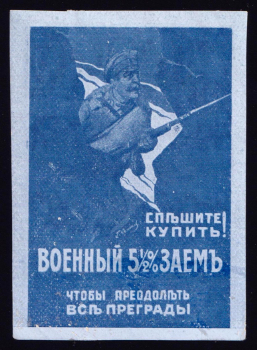 СПѢШИТЕ
КУПИТЬ!
ВОЕННЫЙ 5½% ЗАЕМЪ
ЧТОБЫ ПРЕОДОЛѢТЬ
ВСѢ ПРЕГРАДЫ